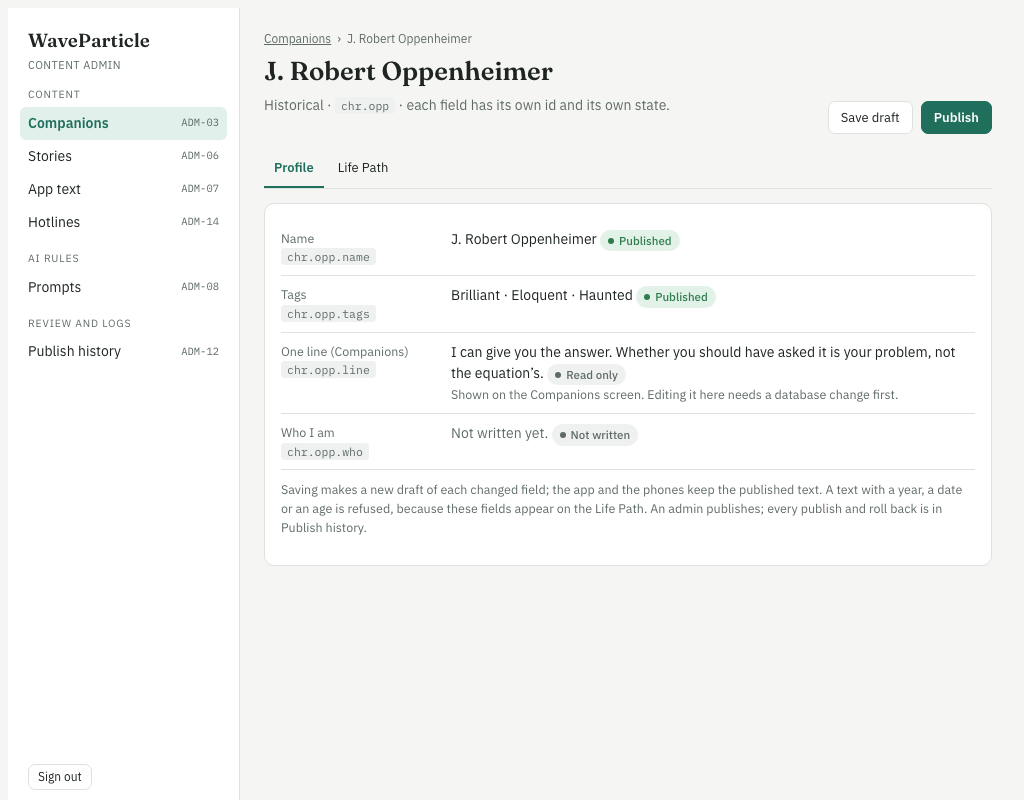 WaveParticle
CONTENT ADMIN
CONTENT
Companions ADM-03
Stories ADM-06
App text ADM-07
Hotlines ADM-14
AI RULES
Prompts ADM-08
REVIEW AND LOGS
Publish history ADM-12
Sign out
Companions › J. Robert Oppenheimer
J. Robert Oppenheimer
Historical · chr.opp · each field has its own id and its own state.
Save draft
Publish
Profile
Life Path
Name
chr.opp.name
J. Robert Oppenheimer Published
Tags
chr.opp.tags
Brilliant · Eloquent · Haunted Published
One line (Companions)
chr.opp.line
I can give you the answer. Whether you should have asked it is your problem, not
the equation’s. Read only
Shown on the Companions screen. Editing it here needs a database change first.
Who I am
chr.opp.who
Not written yet. Not written
Saving makes a new draft of each changed field; the app and the phones keep the published text. A text with a year, a date
or an age is refused, because these fields appear on the Life Path. An admin publishes; every publish and roll back is in
Publish history.